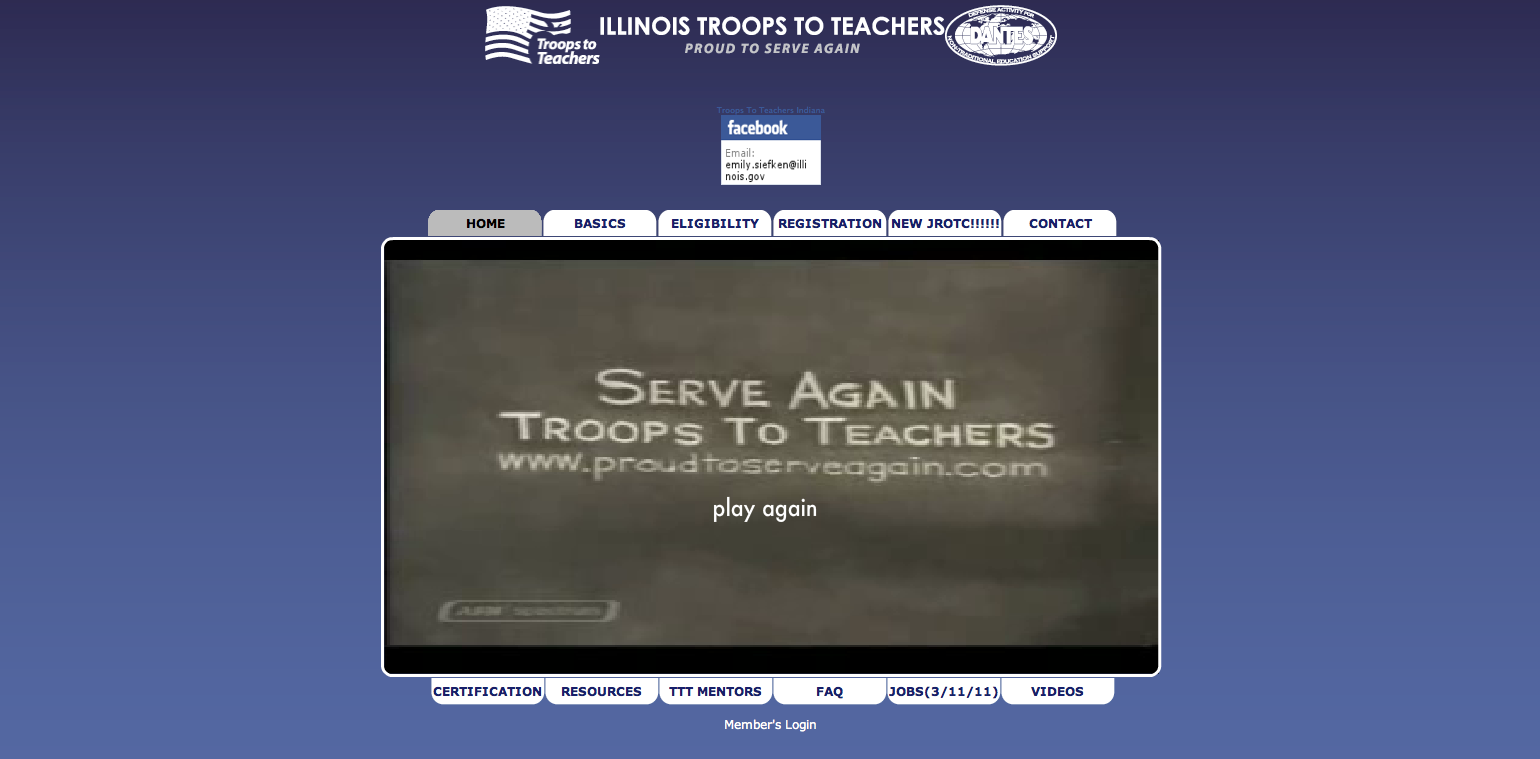 Troops to
Teachers
ILLINOIS TROOPS TO TEACHERS
PROUD TO SERVE AGAIN
DEFENSE ACTIVITY FOR
DANTES
NON-TRADITIONAL EDUCATION SUPPORT
Troops To Teachers Indiana
facebook
Email:
emily.siefken@illi
nois.gov
HOME
BASICS
ELIGIBILITY
REGISTRATION
NEW JROTC!!!!!!
CONTACT
SERVE AGAIN
TROOPS TO TEACHERS
www.proudtoserveagain.com
play again
CERTIFICATION
RESOURCES
TTT MENTORS
FAQ
JOBS(3/11/11)
VIDEOS
Member's Login